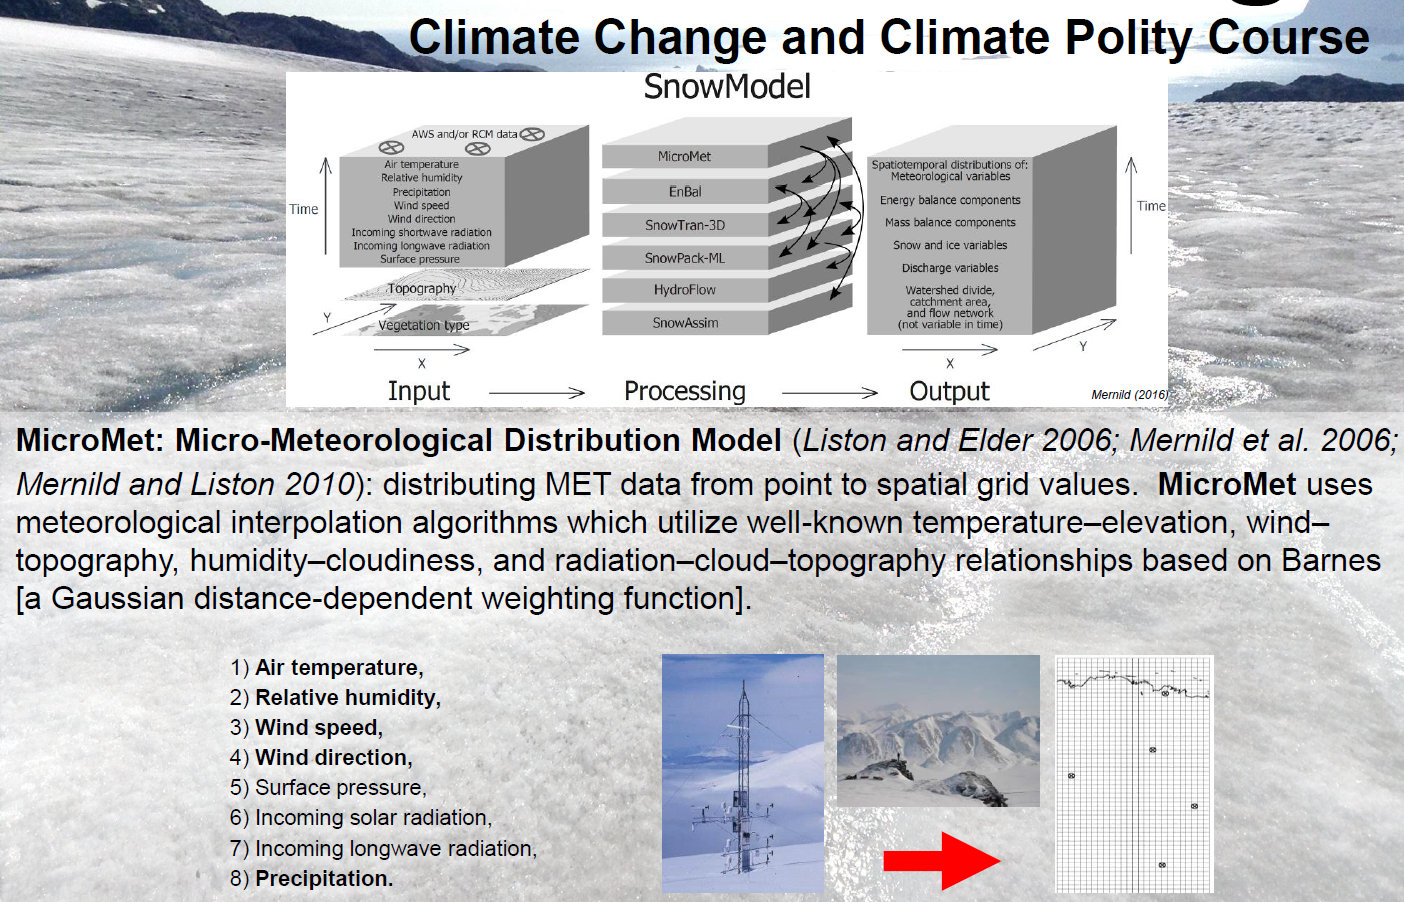 Climate Change and Climate Polity Course
SnowModel
AWS and/or RCM data
Air temperature
Relative humidity
Precipitation
Wind speed
Wind direction
Incoming shortwave radiation
Incoming longwave radiation
Surface pressure
Time
Topography
Y
Vegetation type
X
Input
MicroMet
EnBal
SnowTran-3D
SnowPack-ML
HydroFlow
SnowAssim
Processing
Spatiotemporal distributions of:
Meteorological variables
Energy balance components
Mass balance components
Snow and ice variables
Discharge variables
Watershed divide,
catchment area,
and flow network
(not variable in time)
Time
Y
X
Output
Mernild (2016)
MicroMet: Micro-Meteorological Distribution Model (Liston and Elder 2006; Mernild et al. 2006;
Mernild and Liston 2010): distributing MET data from point to spatial grid values. MicroMet uses
meteorological interpolation algorithms which utilize well-known temperature–elevation, wind–
topography, humidity–cloudiness, and radiation–cloud–topography relationships based on Barnes
[a Gaussian distance-dependent weighting function].
1) Air temperature,
2) Relative humidity,
3) Wind speed,
4) Wind direction,
5) Surface pressure,
6) Incoming solar radiation,
7) Incoming longwave radiation,
8) Precipitation.